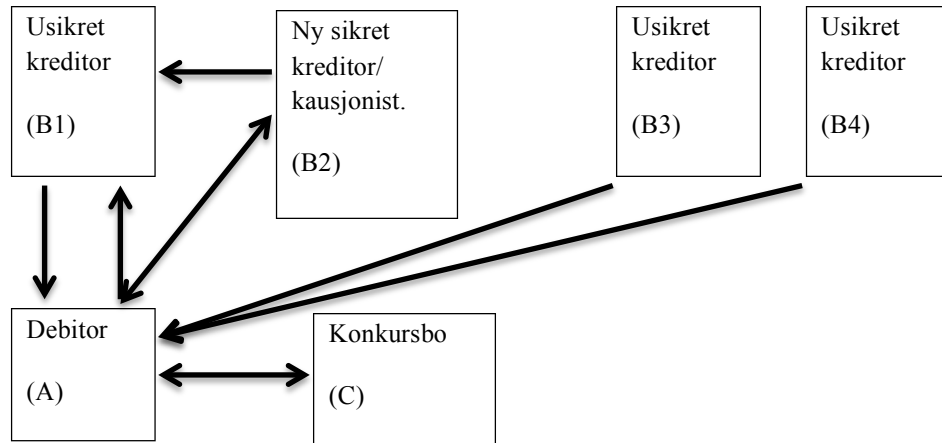 Usikret
kreditor
(B1)
Ny sikret
kreditor/
kausjonist.
(B2)
Usikret
kreditor
(B3)
Usikret
kreditor
(B4)
Debitor
(A)
Konkursbo
(C)